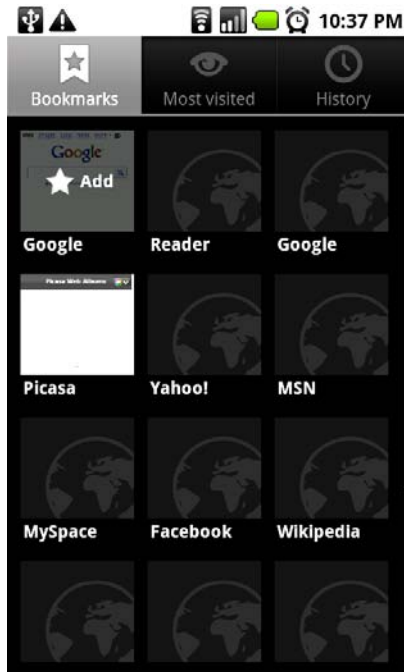 10:37 PM
Bookmarks
Most visited
History
Google
Add
Google
Reader
Google
Picasa Web Albums
Picasa
Yahoo!
MSN
MySpace
Facebook
Wikipedia